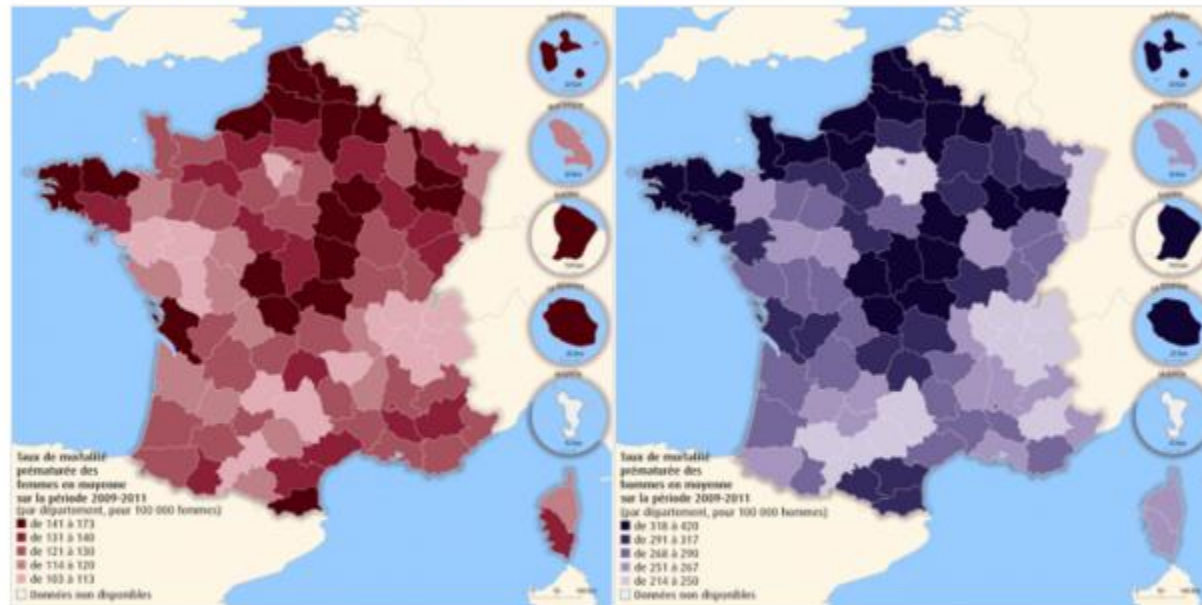 Taux de mortalité
prématurée des
femmes en moyenne
sur la période 2009-2011
(par département, pour 100 000 femmes)
de 141 à 173
de 131 à 140
de 121 à 130
de 114 à 120
de 103 à 113
Données non disponibles
Taux de mortalité
prématurée des
hommes en moyenne
sur la période 2009-2011
(par département, pour 100 000 hommes)
de 318 à 420
de 291 à 317
de 268 à 290
de 251 à 267
de 214 à 250
Données non disponibles